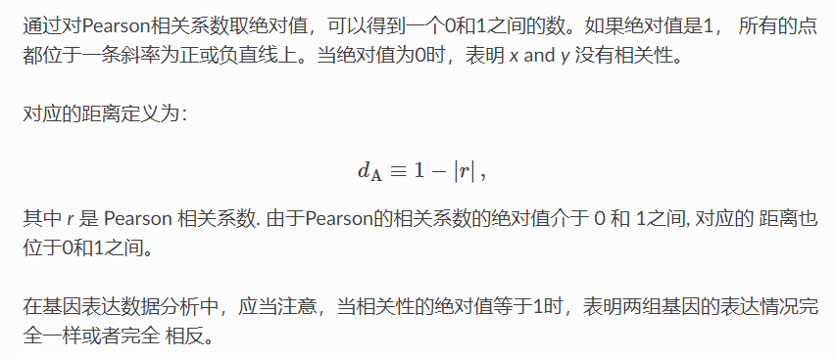 通过对Pearson相关系数取绝对值，可以得到一个0和1之间的数。如果绝对值是1， 所有的点
都位于一条斜率为正或负直线上。当绝对值为0时，表明 x and y 没有相关性。
对应的距离定义为：
d_A ≡ 1 − |r| ,
其中 r 是 Pearson 相关系数. 由于Pearson的相关系数的绝对值介于 0 和 1之间, 对应的 距离也
位于0和1之间。
在基因表达数据分析中，应当注意，当相关性的绝对值等于1时，表明两组基因的表达情况完
全一样或者完全 相反。